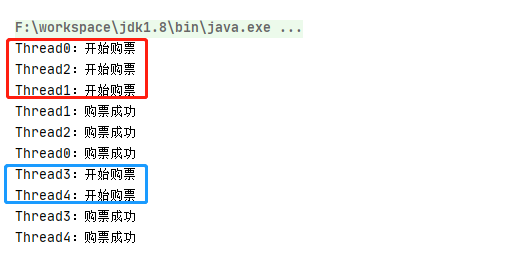 F:\workspace\jdk1.8\bin\java.exe ...
Thread0：开始购票
Thread2：开始购票
Thread1：开始购票
Thread1：购票成功
Thread2：购票成功
Thread0：购票成功
Thread3：开始购票
Thread4：开始购票
Thread3：购票成功
Thread4：购票成功